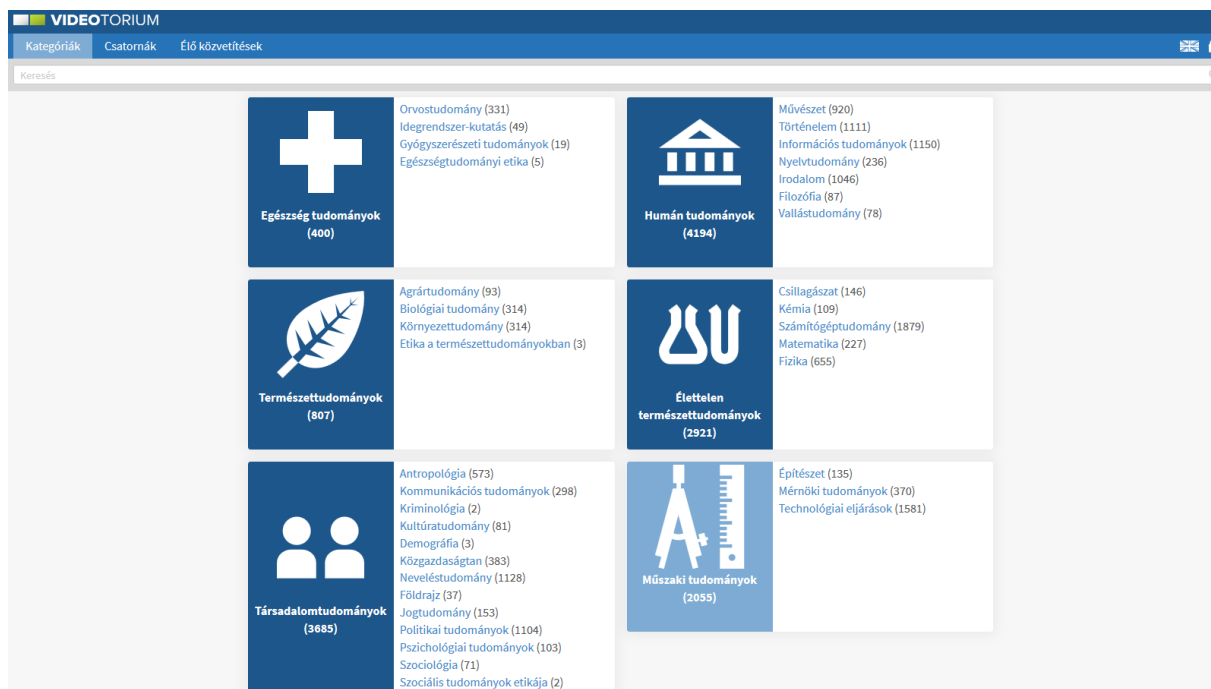 VIDEOTORIUM
Kategóriák Csatornák Élő közvetítések
Keresés
Egészség tudományok
(400)
Orvostudomány (331)
Idegrendszer-kutatás (49)
Gyógyszerészeti tudományok (19)
Egészségtudományi etika (5)
Humán tudományok
(4194)
Művészet (920)
Történelem (1111)
Információs tudományok (1150)
Nyelvtudomány (236)
Irodalom (1046)
Filozófia (87)
Vallástudomány (78)
Természettudományok
(807)
Agrártudomány (93)
Biológiai tudomány (314)
Környezettudomány (314)
Etika a természettudományokban (3)
Élettelen
természettudományok
(2921)
Csillagászat (146)
Kémia (109)
Számítógéptudomány (1879)
Matematika (227)
Fizika (655)
Társadalomtudományok
(3685)
Antropológia (573)
Kommunikációs tudományok (298)
Kriminológia (2)
Kultúratudomány (81)
Demográfia (3)
Közgazdaságtan (383)
Neveléstudomány (1128)
Földrajz (37)
Jogtudomány (153)
Politikai tudományok (1104)
Pszichológiai tudományok (103)
Szociológia (71)
Szociális tudományok etikája (2)
Műszaki tudományok
(2055)
Építészet (135)
Mérnöki tudományok (370)
Technológiai eljárások (1581)